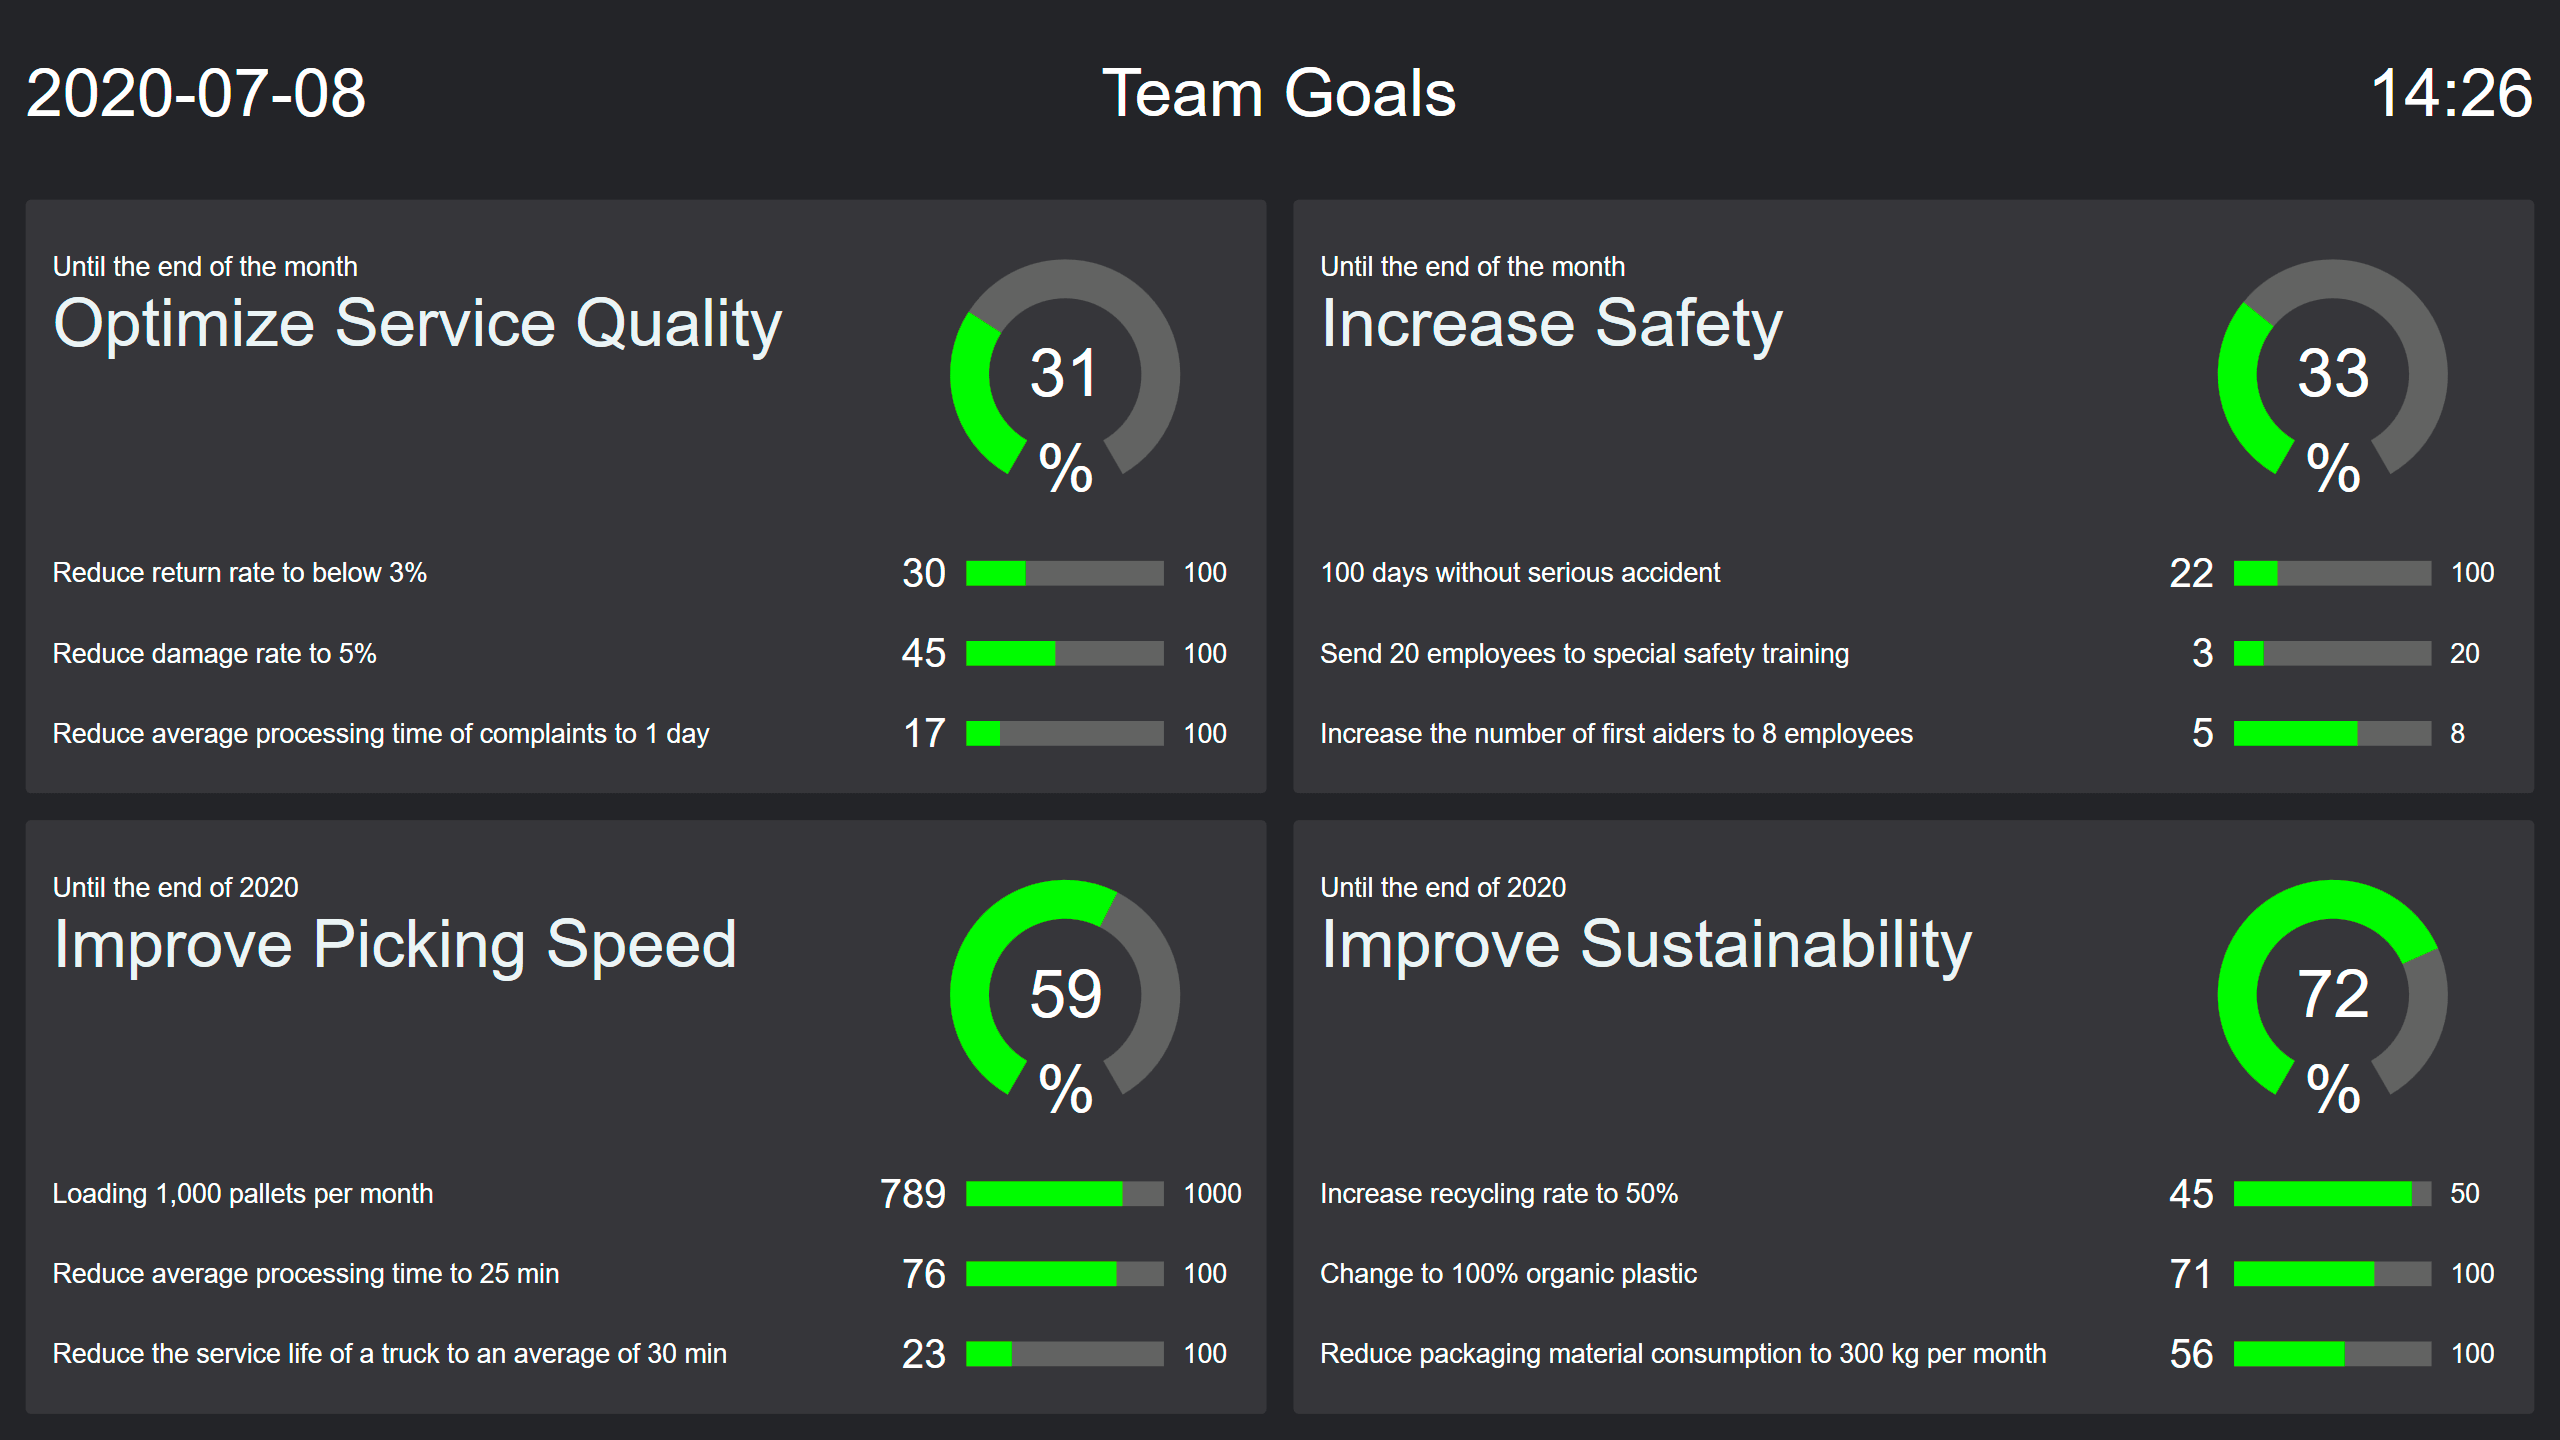 2020-07-08
Team Goals
14:26
Until the end of the month
Optimize Service Quality
31
%
Reduce return rate to below 3%
30
100
Reduce damage rate to 5%
45
100
Reduce average processing time of complaints to 1 day
17
100
Until the end of the month
Increase Safety
33
%
100 days without serious accident
22
100
Send 20 employees to special safety training
3
20
Increase the number of first aiders to 8 employees
5
8
Until the end of 2020
Improve Picking Speed
59
%
Loading 1,000 pallets per month
789
1000
Reduce average processing time to 25 min
76
100
Reduce the service life of a truck to an average of 30 min
23
100
Until the end of 2020
Improve Sustainability
72
%
Increase recycling rate to 50%
45
50
Change to 100% organic plastic
71
100
Reduce packaging material consumption to 300 kg per month
56
100